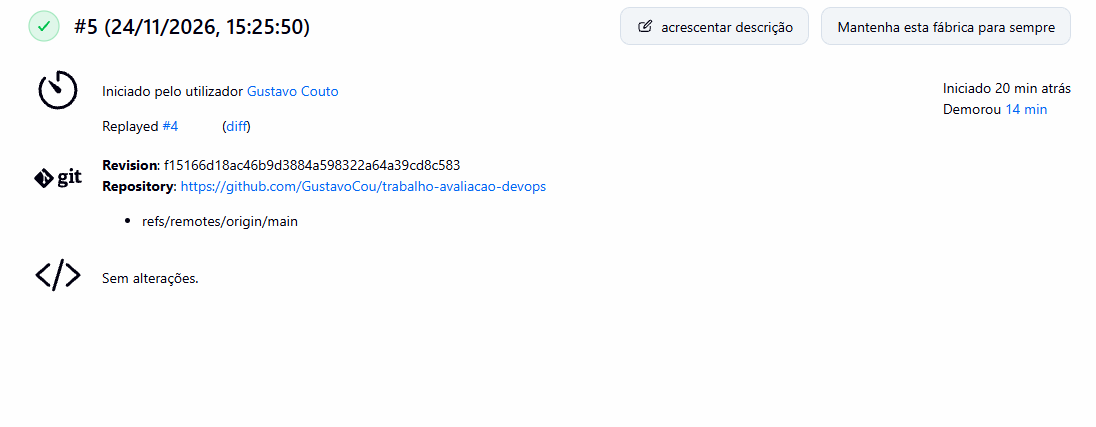 #5 (24/11/2026, 15:25:50)
acrescentar descrição
Mantenha esta fábrica para sempre
Iniciado pelo utilizador Gustavo Couto
Iniciado 20 min atrás
Demorou 14 min
Replayed #4 (diff)
git
Revision: f15166d18ac46b9d3884a598322a64a39cd8c583
Repository: https://github.com/GustavoCou/trabalho-avaliacao-devops
refs/remotes/origin/main
Sem alterações.